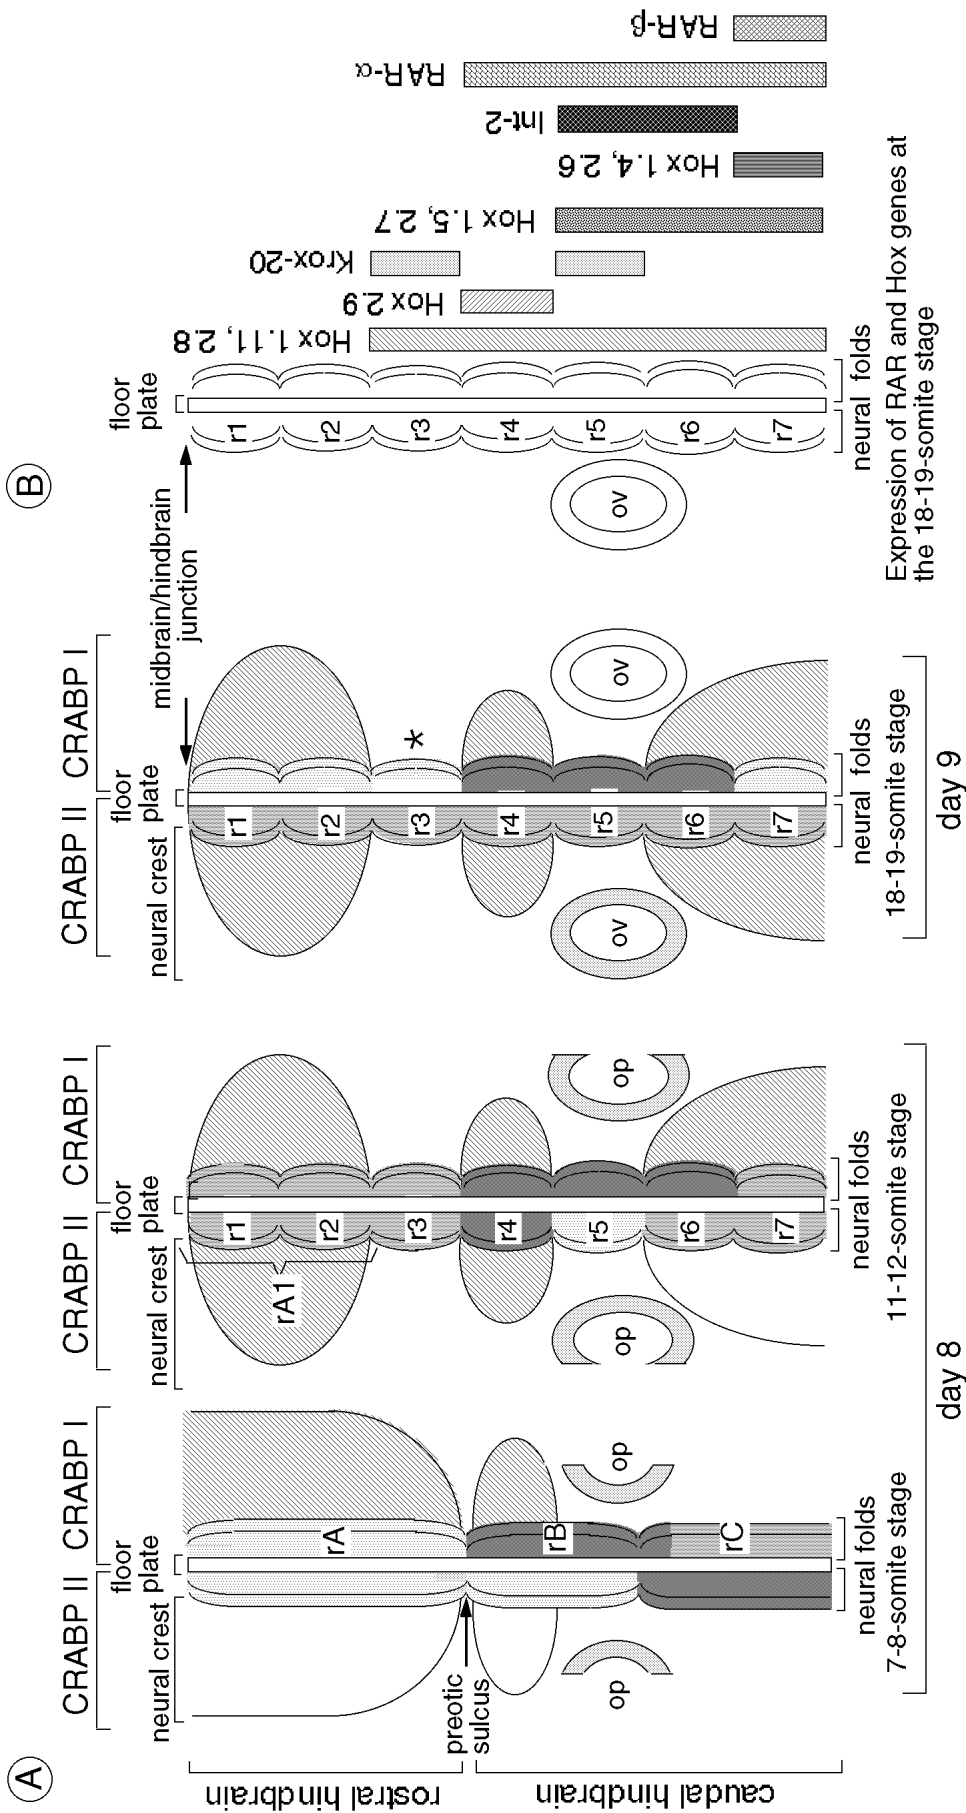 A
CRABP II
CRABP I
neural crest
floor
plate
rostral hindbrain
caudal hindbrain
preotic
sulcus
rA
rB
rC
op
op
neural folds
7-8-somite stage
CRABP II
CRABP I
neural crest
floor
plate
rA1
r1
r2
r3
r4
r5
r6
r7
op
op
neural folds
11-12-somite stage
day 8
CRABP II
CRABP I
neural crest
floor
plate
midbrain/hindbrain
junction
r1
r2
r3
*
r4
r5
r6
r7
ov
ov
neural folds
18-19-somite stage
day 9
B
floor
plate
r1
r2
r3
r4
r5
r6
r7
ov
neural folds
Hox 1.11, 2.8
Hox 2.9
Krox-20
Hox 1.5, 2.7
Hox 1.4, 2.6
Int-2
RAR-α
RAR-β
Expression of RAR and Hox genes at
the 18-19-somite stage